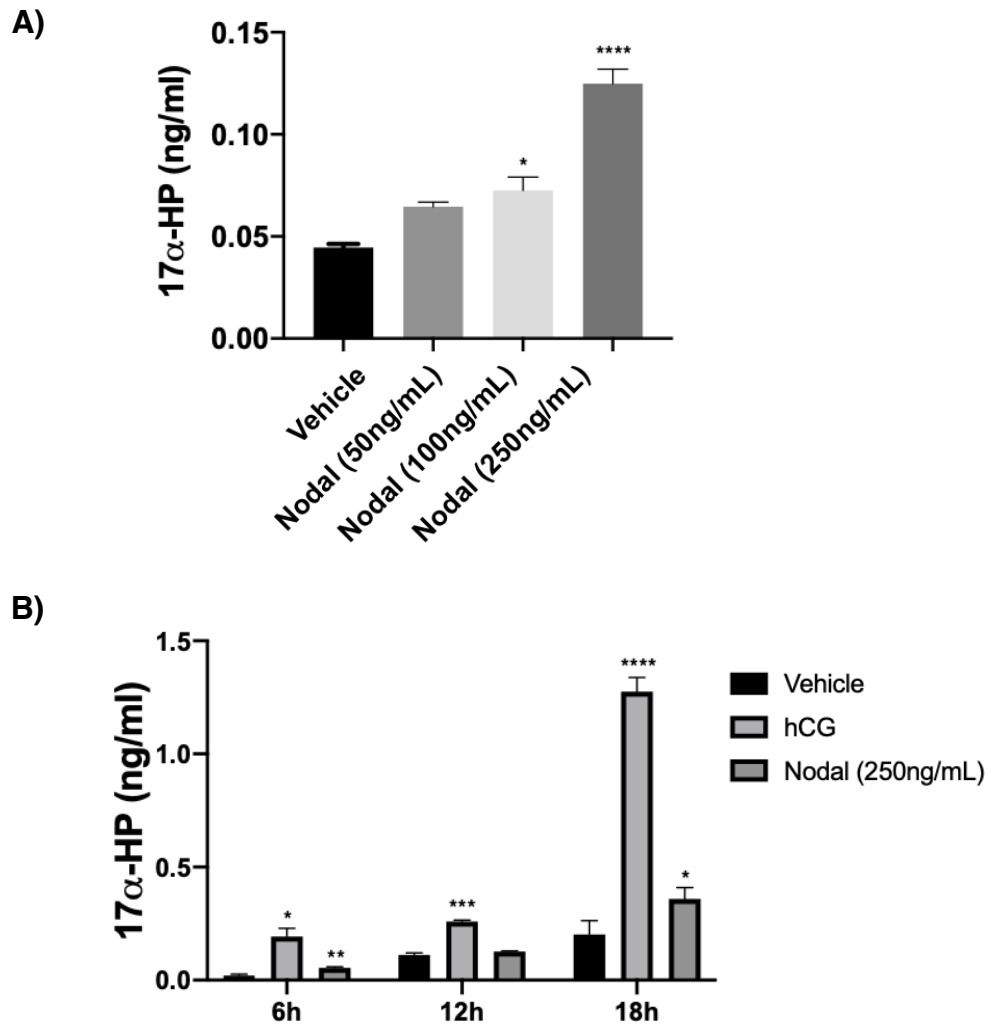 A)
17α-HP (ng/ml)
0.15
0.10
0.05
0.00
*
****
Vehicle
Nodal (50ng/mL)
Nodal (100ng/mL)
Nodal (250ng/mL)
B)
17α-HP (ng/ml)
1.5
1.0
0.5
0.0
*
**
***
****
*
6h
12h
18h
Vehicle
hCG
Nodal (250ng/mL)